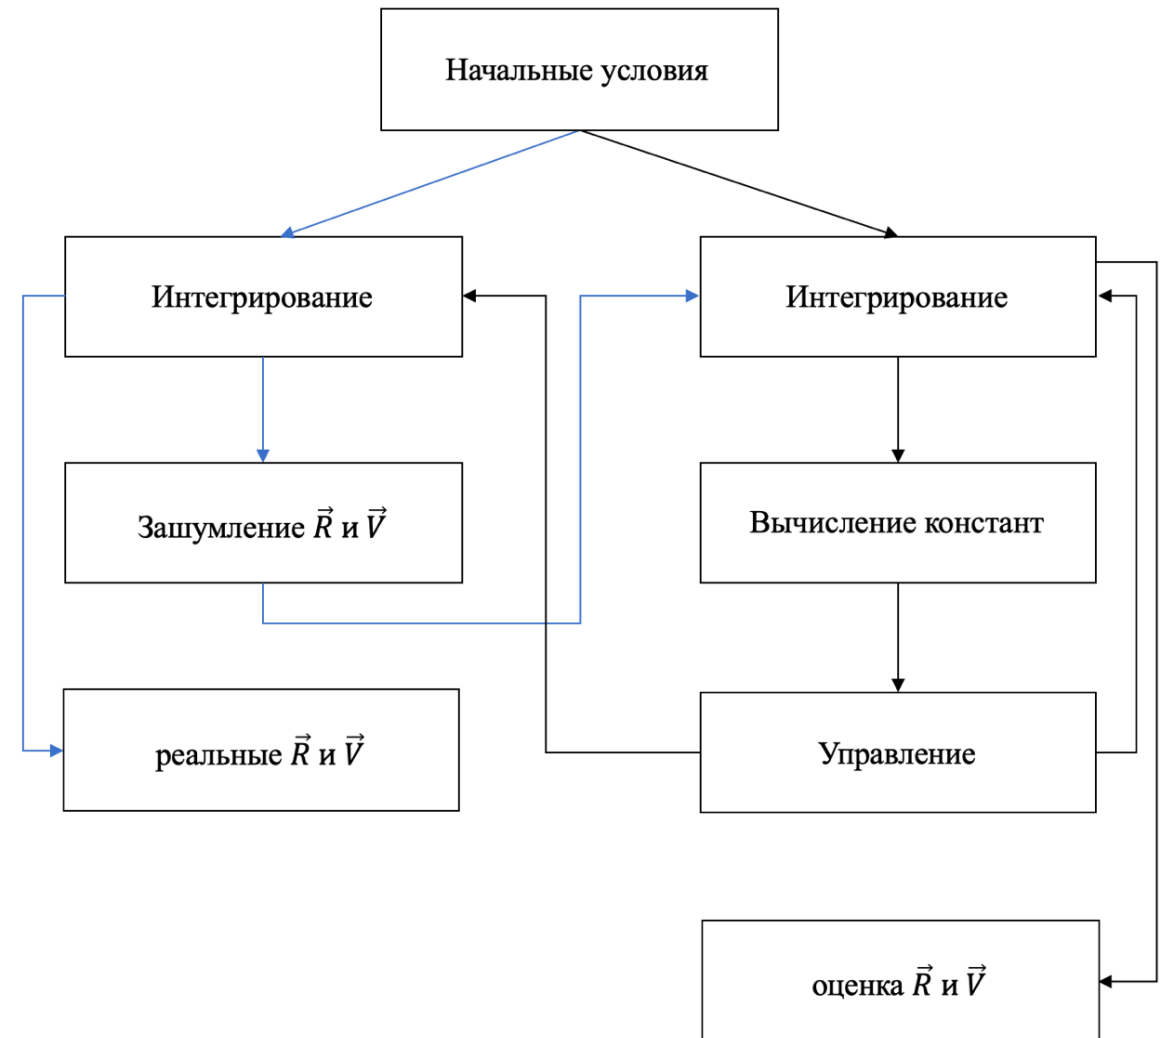 Начальные условия
Интегрирование
Интегрирование
Зашумление R⃗ и V⃗
Вычисление констант
реальные R⃗ и V⃗
Управление
оценка R⃗ и V⃗